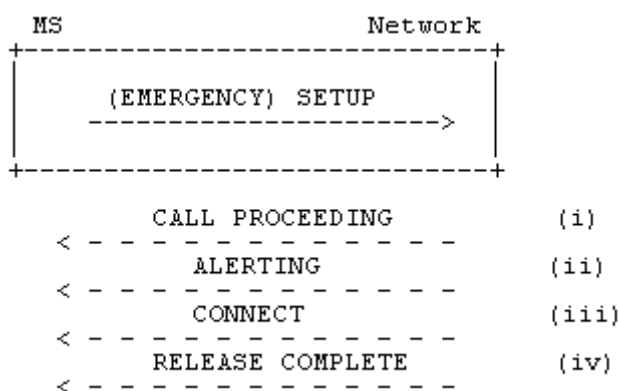 MS Network
(EMERGENCY) SETUP
CALL PROCEEDING (i)
ALERTING (ii)
CONNECT (iii)
RELEASE COMPLETE (iv)